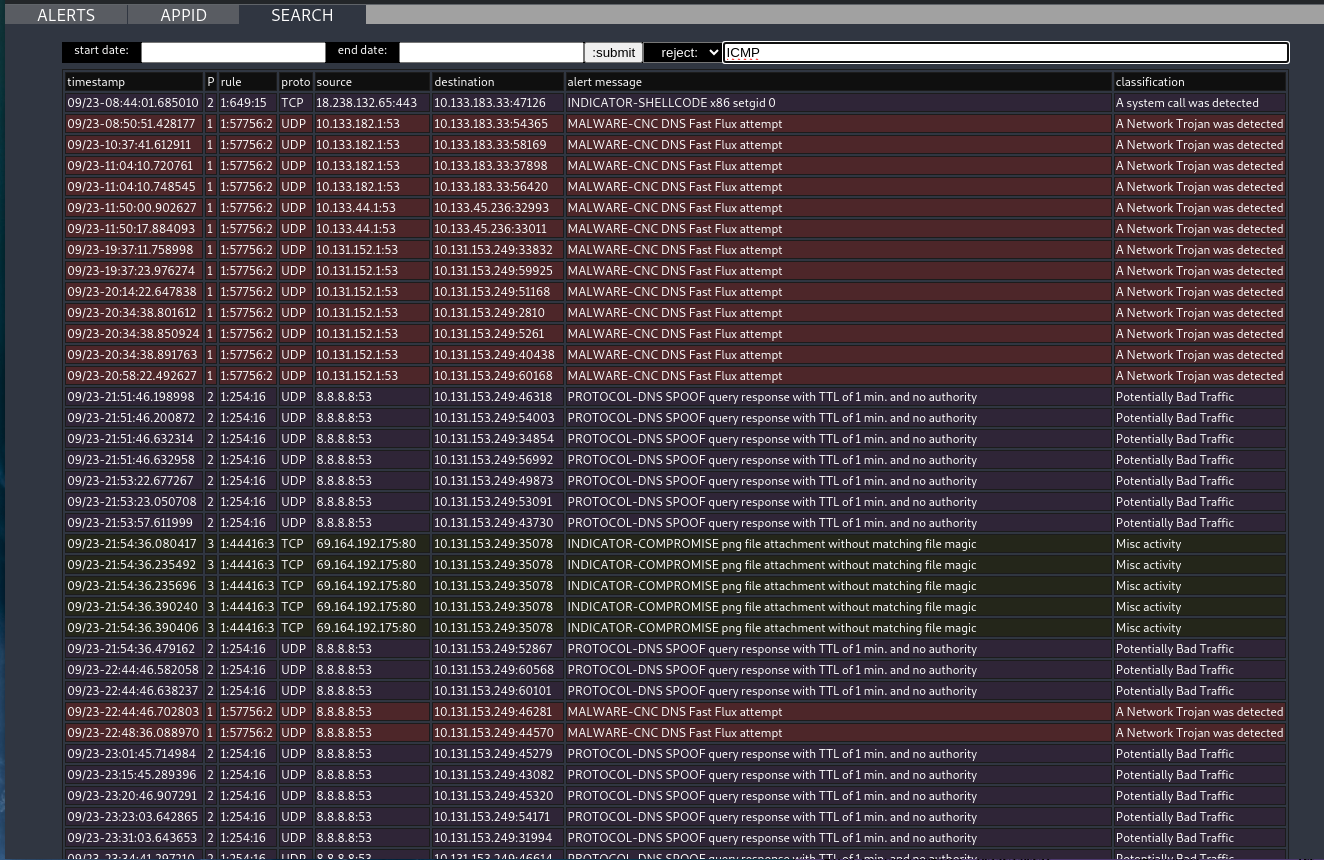 ALERTS APPID SEARCH
start date: end date: :submit reject: ICMP
timestamp P rule proto source destination alert message classification
09/23-08:44:01.685010 2 1:649:15 TCP 18.238.132.65:443 10.133.183.33:47126 INDICATOR-SHELLCODE x86 setgid 0 A system call was detected
09/23-08:50:51.428177 1 1:57756:2 UDP 10.133.182.1:53 10.133.183.33:54365 MALWARE-CNC DNS Fast Flux attempt A Network Trojan was detected
09/23-10:37:41.612911 1 1:57756:2 UDP 10.133.182.1:53 10.133.183.33:58169 MALWARE-CNC DNS Fast Flux attempt A Network Trojan was detected
09/23-11:04:10.720761 1 1:57756:2 UDP 10.133.182.1:53 10.133.183.33:37898 MALWARE-CNC DNS Fast Flux attempt A Network Trojan was detected
09/23-11:04:10.748545 1 1:57756:2 UDP 10.133.182.1:53 10.133.183.33:56420 MALWARE-CNC DNS Fast Flux attempt A Network Trojan was detected
09/23-11:50:00.902627 1 1:57756:2 UDP 10.133.44.1:53 10.133.45.236:32993 MALWARE-CNC DNS Fast Flux attempt A Network Trojan was detected
09/23-11:50:17.884093 1 1:57756:2 UDP 10.133.44.1:53 10.133.45.236:33011 MALWARE-CNC DNS Fast Flux attempt A Network Trojan was detected
09/23-19:37:11.758998 1 1:57756:2 UDP 10.131.152.1:53 10.131.153.249:33832 MALWARE-CNC DNS Fast Flux attempt A Network Trojan was detected
09/23-19:37:23.976274 1 1:57756:2 UDP 10.131.152.1:53 10.131.153.249:59925 MALWARE-CNC DNS Fast Flux attempt A Network Trojan was detected
09/23-20:14:22.647838 1 1:57756:2 UDP 10.131.152.1:53 10.131.153.249:51168 MALWARE-CNC DNS Fast Flux attempt A Network Trojan was detected
09/23-20:34:38.801612 1 1:57756:2 UDP 10.131.152.1:53 10.131.153.249:2810 MALWARE-CNC DNS Fast Flux attempt A Network Trojan was detected
09/23-20:34:38.850924 1 1:57756:2 UDP 10.131.152.1:53 10.131.153.249:5261 MALWARE-CNC DNS Fast Flux attempt A Network Trojan was detected
09/23-20:34:38.891763 1 1:57756:2 UDP 10.131.152.1:53 10.131.153.249:40438 MALWARE-CNC DNS Fast Flux attempt A Network Trojan was detected
09/23-20:58:22.492627 1 1:57756:2 UDP 10.131.152.1:53 10.131.153.249:60168 MALWARE-CNC DNS Fast Flux attempt A Network Trojan was detected
09/23-21:51:46.198998 2 1:254:16 UDP 8.8.8.8:53 10.131.153.249:46318 PROTOCOL-DNS SPOOF query response with TTL of 1 min. and no authority Potentially Bad Traffic
09/23-21:51:46.200872 2 1:254:16 UDP 8.8.8.8:53 10.131.153.249:54003 PROTOCOL-DNS SPOOF query response with TTL of 1 min. and no authority Potentially Bad Traffic
09/23-21:51:46.632314 2 1:254:16 UDP 8.8.8.8:53 10.131.153.249:34854 PROTOCOL-DNS SPOOF query response with TTL of 1 min. and no authority Potentially Bad Traffic
09/23-21:51:46.632958 2 1:254:16 UDP 8.8.8.8:53 10.131.153.249:56992 PROTOCOL-DNS SPOOF query response with TTL of 1 min. and no authority Potentially Bad Traffic
09/23-21:53:22.677267 2 1:254:16 UDP 8.8.8.8:53 10.131.153.249:49873 PROTOCOL-DNS SPOOF query response with TTL of 1 min. and no authority Potentially Bad Traffic
09/23-21:53:23.050708 2 1:254:16 UDP 8.8.8.8:53 10.131.153.249:53091 PROTOCOL-DNS SPOOF query response with TTL of 1 min. and no authority Potentially Bad Traffic
09/23-21:53:57.611999 2 1:254:16 UDP 8.8.8.8:53 10.131.153.249:43730 PROTOCOL-DNS SPOOF query response with TTL of 1 min. and no authority Potentially Bad Traffic
09/23-21:54:36.080417 3 1:44416:3 TCP 69.164.192.175:80 10.131.153.249:35078 INDICATOR-COMPROMISE png file attachment without matching file magic Misc activity
09/23-21:54:36.235492 3 1:44416:3 TCP 69.164.192.175:80 10.131.153.249:35078 INDICATOR-COMPROMISE png file attachment without matching file magic Misc activity
09/23-21:54:36.235696 3 1:44416:3 TCP 69.164.192.175:80 10.131.153.249:35078 INDICATOR-COMPROMISE png file attachment without matching file magic Misc activity
09/23-21:54:36.390240 3 1:44416:3 TCP 69.164.192.175:80 10.131.153.249:35078 INDICATOR-COMPROMISE png file attachment without matching file magic Misc activity
09/23-21:54:36.390406 3 1:44416:3 TCP 69.164.192.175:80 10.131.153.249:35078 INDICATOR-COMPROMISE png file attachment without matching file magic Misc activity
09/23-21:54:36.479162 2 1:254:16 UDP 8.8.8.8:53 10.131.153.249:52867 PROTOCOL-DNS SPOOF query response with TTL of 1 min. and no authority Potentially Bad Traffic
09/23-22:44:46.582058 2 1:254:16 UDP 8.8.8.8:53 10.131.153.249:60568 PROTOCOL-DNS SPOOF query response with TTL of 1 min. and no authority Potentially Bad Traffic
09/23-22:44:46.638237 2 1:254:16 UDP 8.8.8.8:53 10.131.153.249:60101 PROTOCOL-DNS SPOOF query response with TTL of 1 min. and no authority Potentially Bad Traffic
09/23-22:44:46.702803 1 1:57756:2 UDP 8.8.8.8:53 10.131.153.249:46281 MALWARE-CNC DNS Fast Flux attempt A Network Trojan was detected
09/23-22:48:36.088970 1 1:57756:2 UDP 8.8.8.8:53 10.131.153.249:44570 MALWARE-CNC DNS Fast Flux attempt A Network Trojan was detected
09/23-23:01:45.714984 2 1:254:16 UDP 8.8.8.8:53 10.131.153.249:45279 PROTOCOL-DNS SPOOF query response with TTL of 1 min. and no authority Potentially Bad Traffic
09/23-23:15:45.289396 2 1:254:16 UDP 8.8.8.8:53 10.131.153.249:43082 PROTOCOL-DNS SPOOF query response with TTL of 1 min. and no authority Potentially Bad Traffic
09/23-23:20:46.907291 2 1:254:16 UDP 8.8.8.8:53 10.131.153.249:45320 PROTOCOL-DNS SPOOF query response with TTL of 1 min. and no authority Potentially Bad Traffic
09/23-23:23:03.642865 2 1:254:16 UDP 8.8.8.8:53 10.131.153.249:54171 PROTOCOL-DNS SPOOF query response with TTL of 1 min. and no authority Potentially Bad Traffic
09/23-23:31:03.643653 2 1:254:16 UDP 8.8.8.8:53 10.131.153.249:31994 PROTOCOL-DNS SPOOF query response with TTL of 1 min. and no authority Potentially Bad Traffic
09/23-23:34:41.297210 2 1:254:16 UDP 8.8.8.8:53 10.131.153.249:46614 PROTOCOL-DNS SPOOF query response with TTL of 1 min. and no authority Potentially Bad Traffic